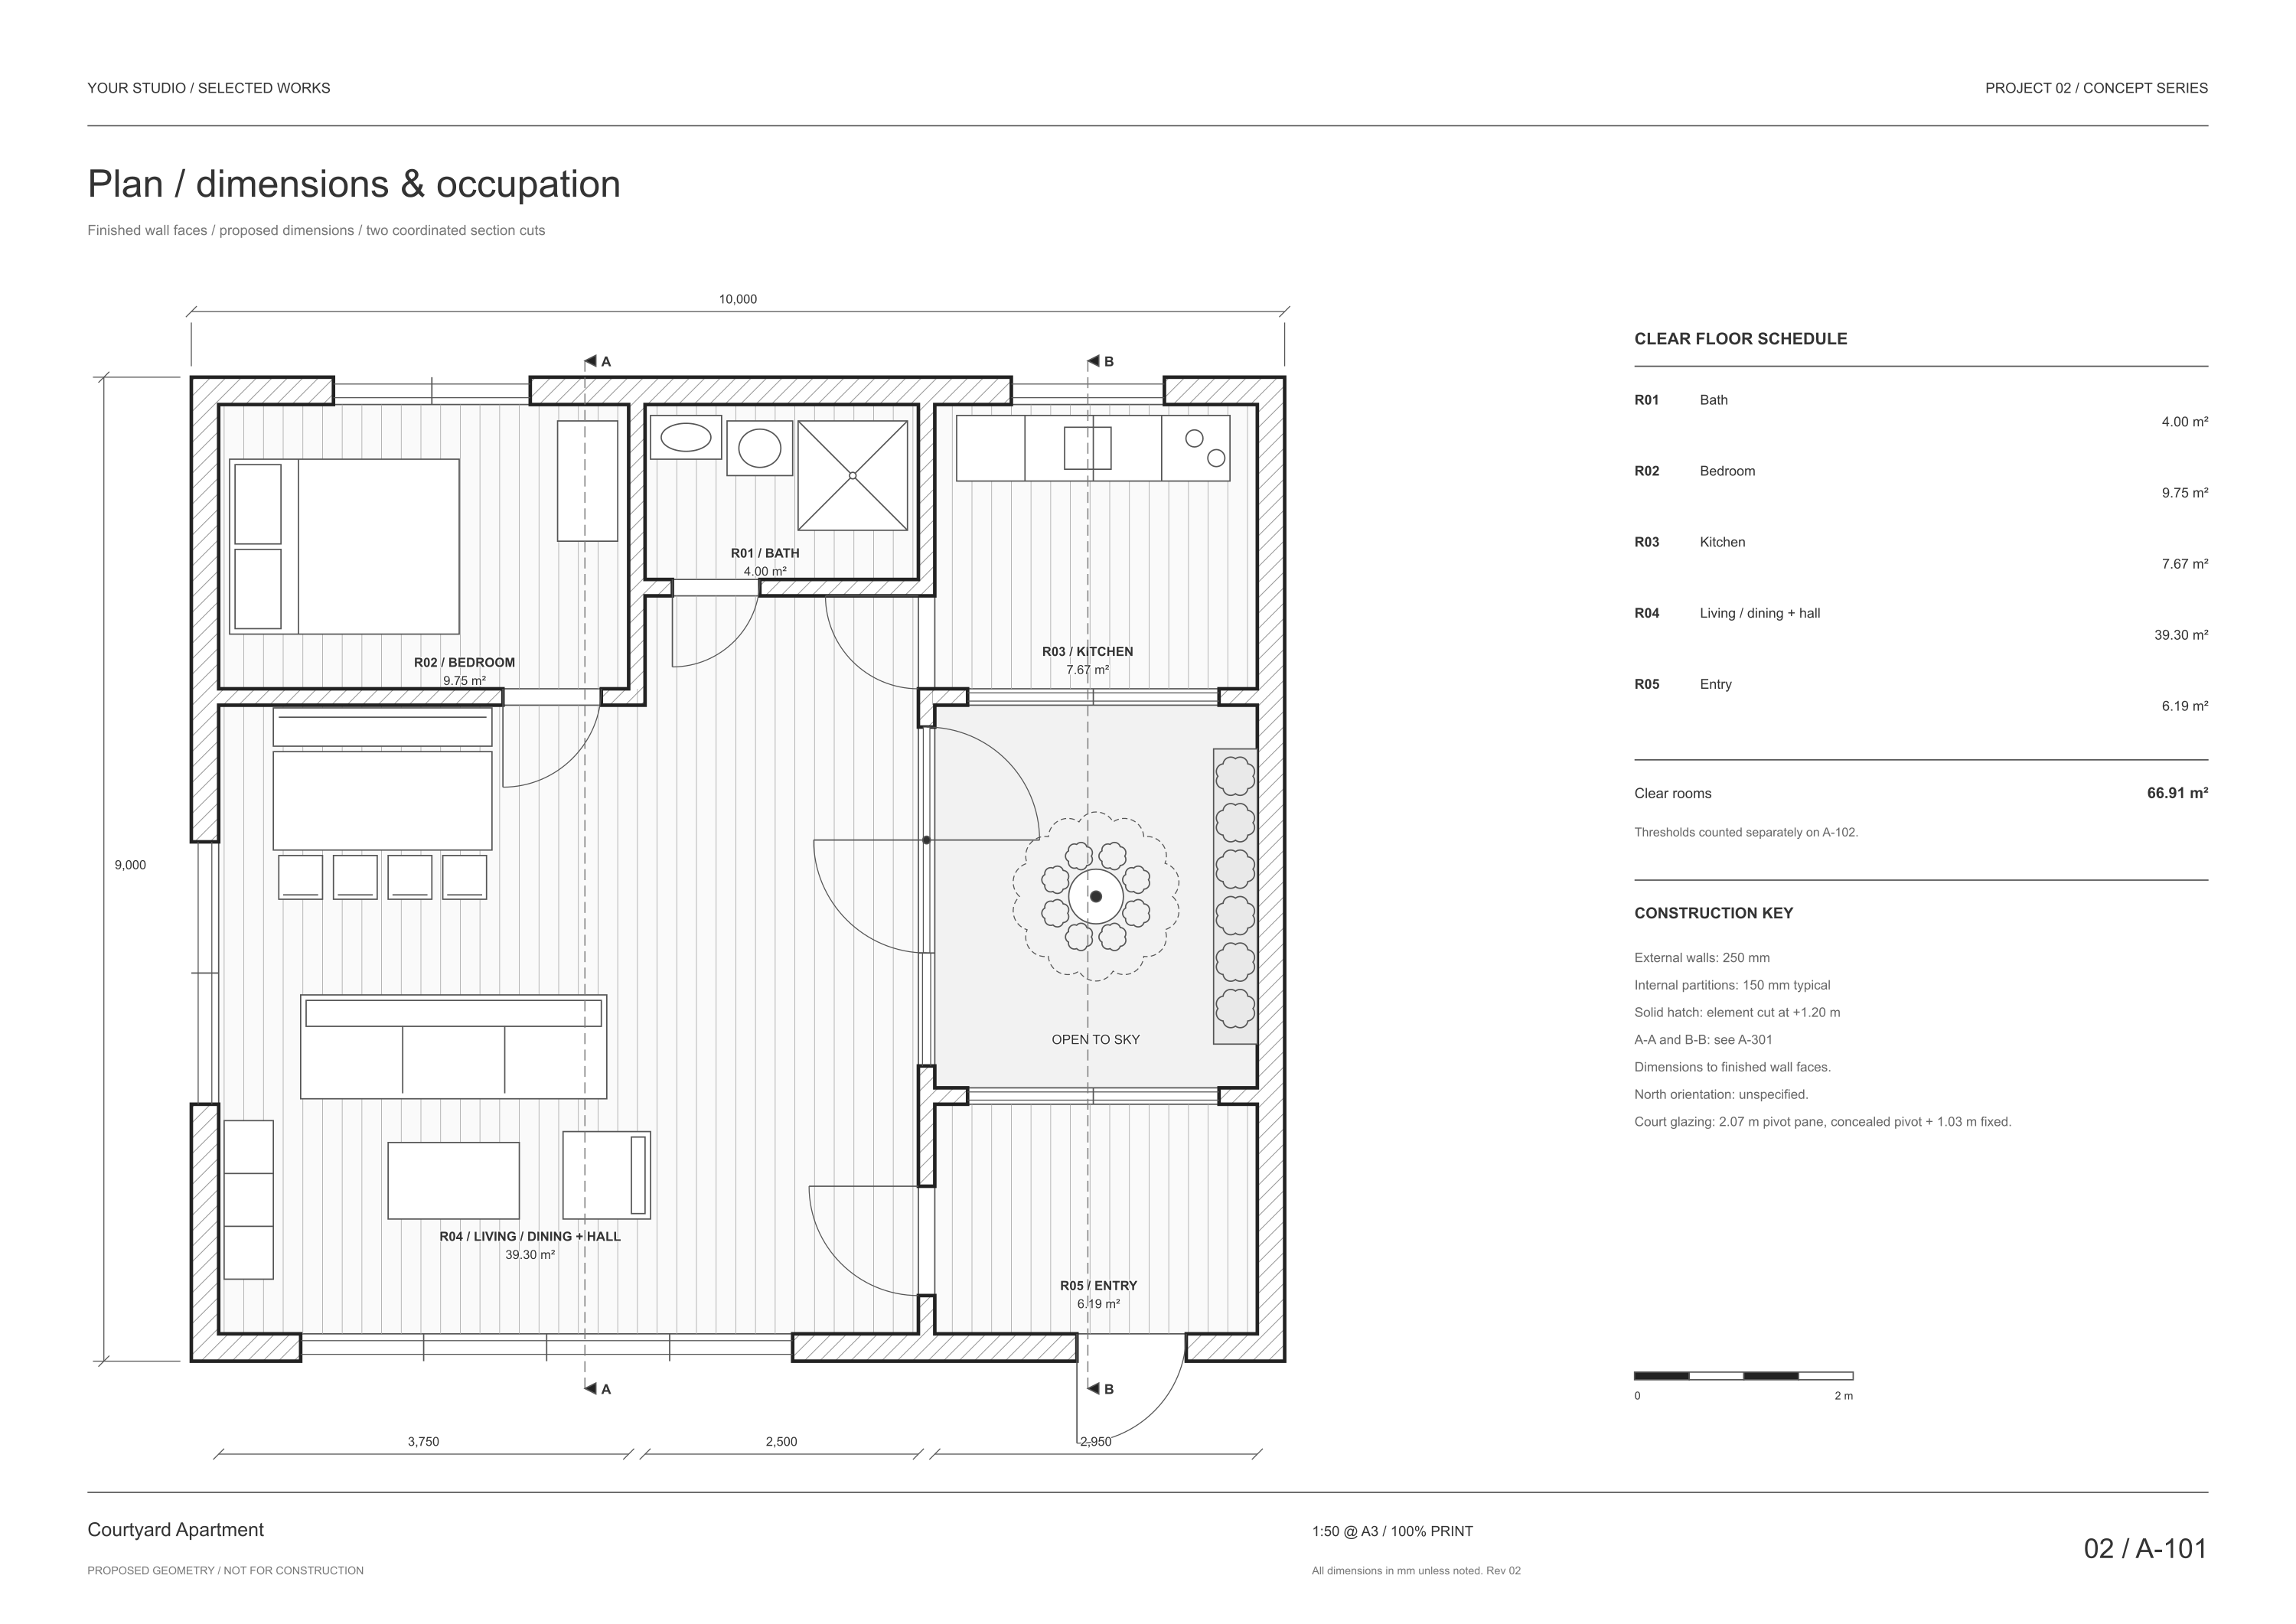 YOUR STUDIO / SELECTED WORKS
PROJECT 02 / CONCEPT SERIES
Plan / dimensions & occupation
Finished wall faces / proposed dimensions / two coordinated section cuts
10,000
A
B
9,000
R01 / BATH
4.00 m²
R02 / BEDROOM
9.75 m²
R03 / KITCHEN
7.67 m²
OPEN TO SKY
R04 / LIVING / DINING + HALL
39.30 m²
R05 / ENTRY
6.19 m²
A
B
3,750
2,500
2,950
CLEAR FLOOR SCHEDULE
R01 Bath
4.00 m²
R02 Bedroom
9.75 m²
R03 Kitchen
7.67 m²
R04 Living / dining + hall
39.30 m²
R05 Entry
6.19 m²
Clear rooms 66.91 m²
Thresholds counted separately on A-102.
CONSTRUCTION KEY
External walls: 250 mm
Internal partitions: 150 mm typical
Solid hatch: element cut at +1.20 m
A-A and B-B: see A-301
Dimensions to finished wall faces.
North orientation: unspecified.
Court glazing: 2.07 m pivot pane, concealed pivot + 1.03 m fixed.
0 2 m
Courtyard Apartment
PROPOSED GEOMETRY / NOT FOR CONSTRUCTION
1:50 @ A3 / 100% PRINT
All dimensions in mm unless noted. Rev 02
02 / A-101